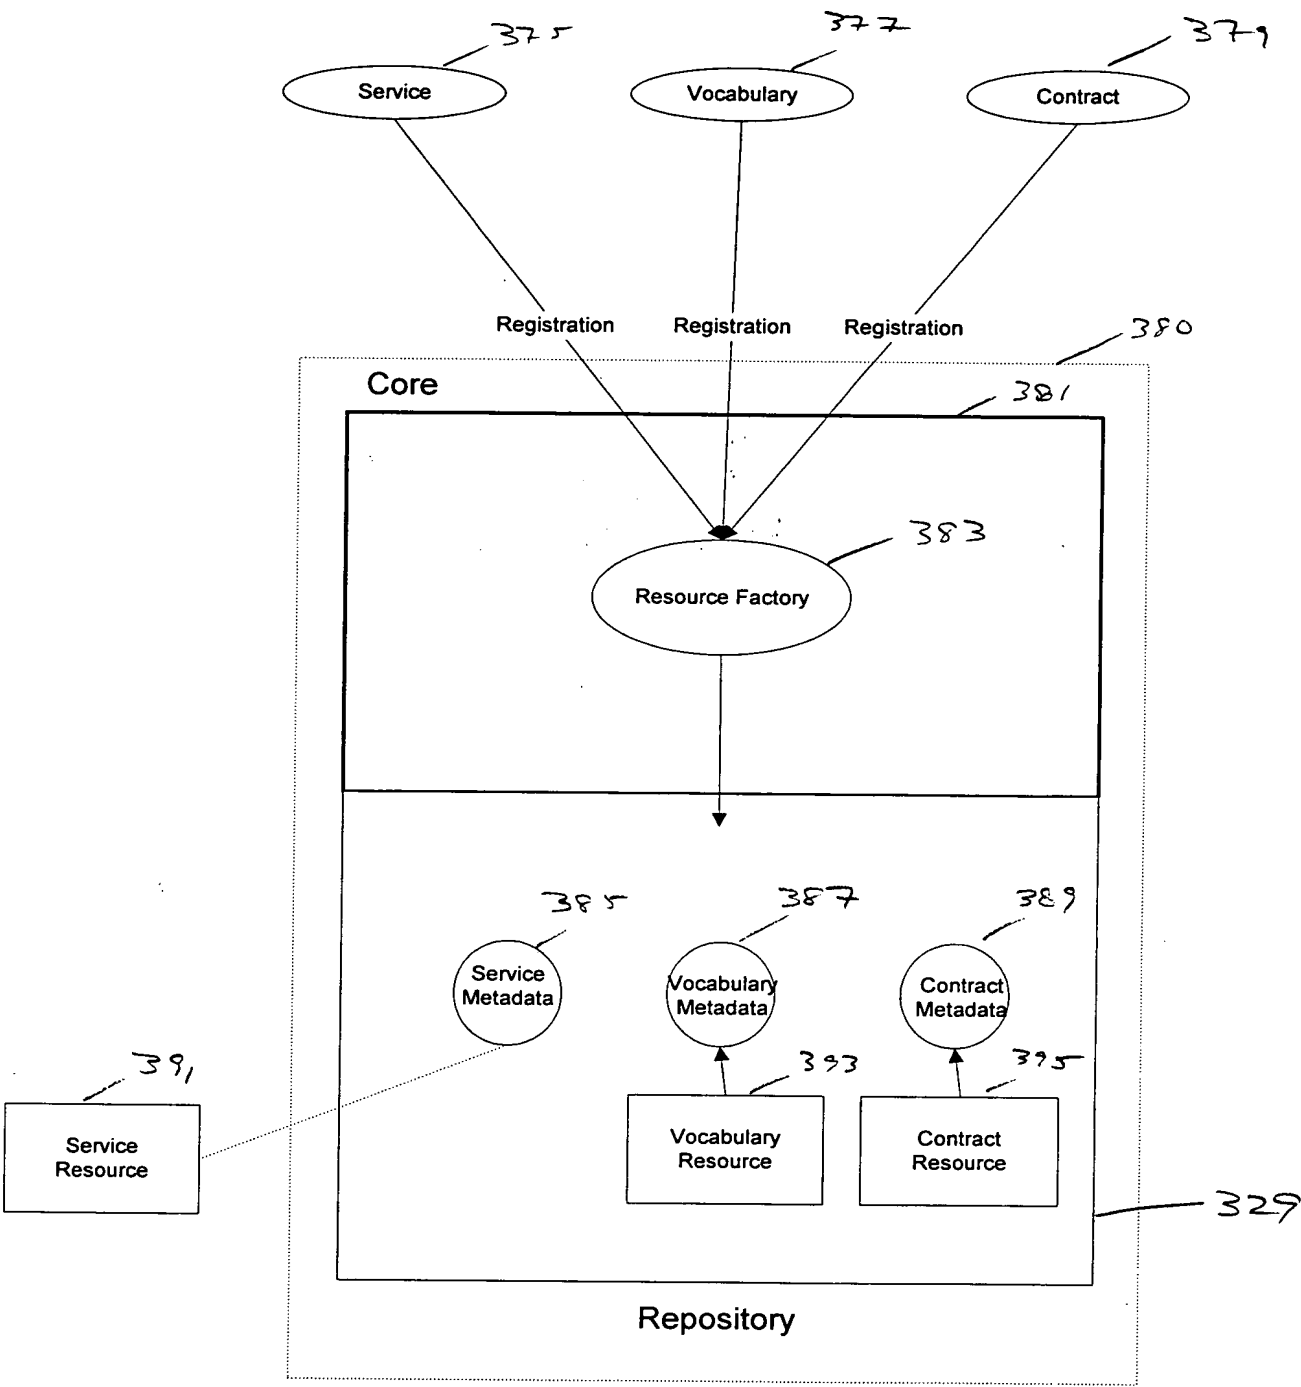 375
377
379
Service
Vocabulary
Contract
Registration
Registration
Registration
380
Core
381
383
Resource Factory
385
387
389
Service
Metadata
Vocabulary
Metadata
Contract
Metadata
391
393
395
Service
Resource
Vocabulary
Resource
Contract
Resource
329
Repository